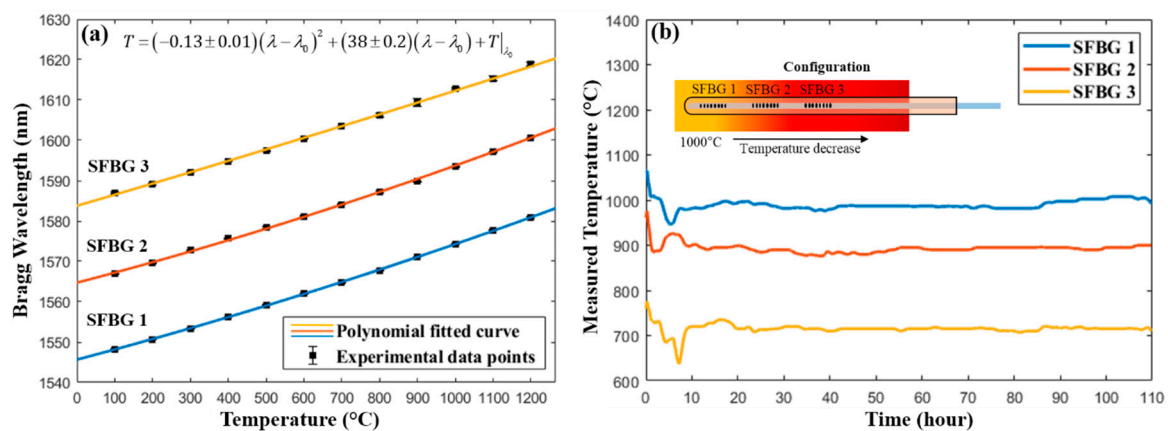 (a)
T = (−0.13±0.01)(λ−λ₀)² + (38±0.2)(λ−λ₀) + T|λ₀
1630
1620
1610
1600
1590
1580
1570
1560
1550
1540
Bragg Wavelength (nm)
SFBG 3
SFBG 2
SFBG 1
Polynomial fitted curve
Experimental data points
0 100 200 300 400 500 600 700 800 900 1000 1100 1200
Temperature (°C)
(b)
1400
1300
1200
1100
1000
900
800
700
600
Measured Temperature (°C)
SFBG 1
SFBG 2
SFBG 3
Configuration
SFBG 1 SFBG 2 SFBG 3
1000°C
Temperature decrease
0 10 20 30 40 50 60 70 80 90 100 110
Time (hour)